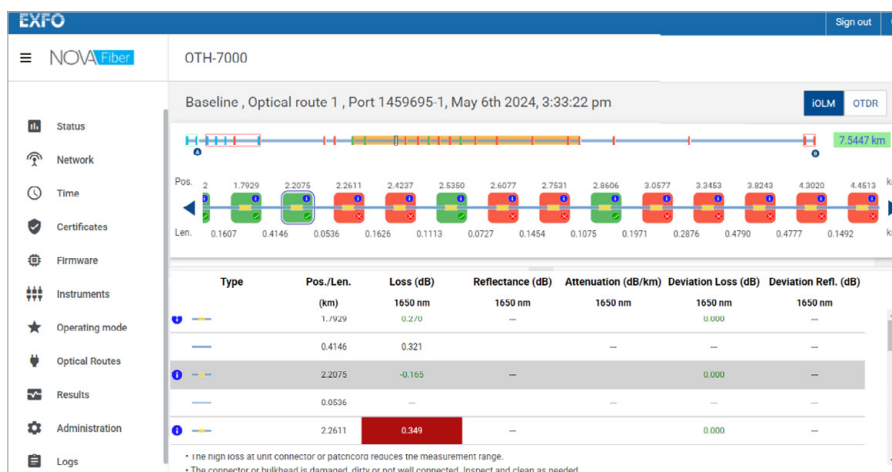 EXFO Sign out
NOVA Fiber OTH-7000
Baseline , Optical route 1 , Port 1459695-1, May 6th 2024, 3:33:22 pm iOLM OTDR
7.5447 km
A B
Status
Network
Time
Certificates
Firmware
Instruments
Operating mode
Optical Routes
Results
Administration
Logs
Pos. 2 1.7929 2.2075 2.2611 2.4237 2.5350 2.6077 2.7531 2.8606 3.0577 3.3453 3.8243 4.3020 4.4513
Len. 0.1607 0.4146 0.0536 0.1626 0.1113 0.0727 0.1454 0.1075 0.1971 0.2876 0.4790 0.4777 0.1492
Type Pos./Len. Loss (dB) Reflectance (dB) Attenuation (dB/km) Deviation Loss (dB) Deviation Refl. (dB)
(km) 1650 nm 1650 nm 1650 nm 1650 nm 1650 nm
1.7929 0.270 --- 0.000 ---
0.4146 0.321 --- --- ---
2.2075 -0.165 --- 0.000 ---
0.0536 --- --- --- ---
2.2611 0.349 --- 0.000 ---
• The high loss at unit connector or patchcord reduces the measurement range.
• The connector or bulkhead is damaged, dirty or not well connected. Inspect and clean as needed.